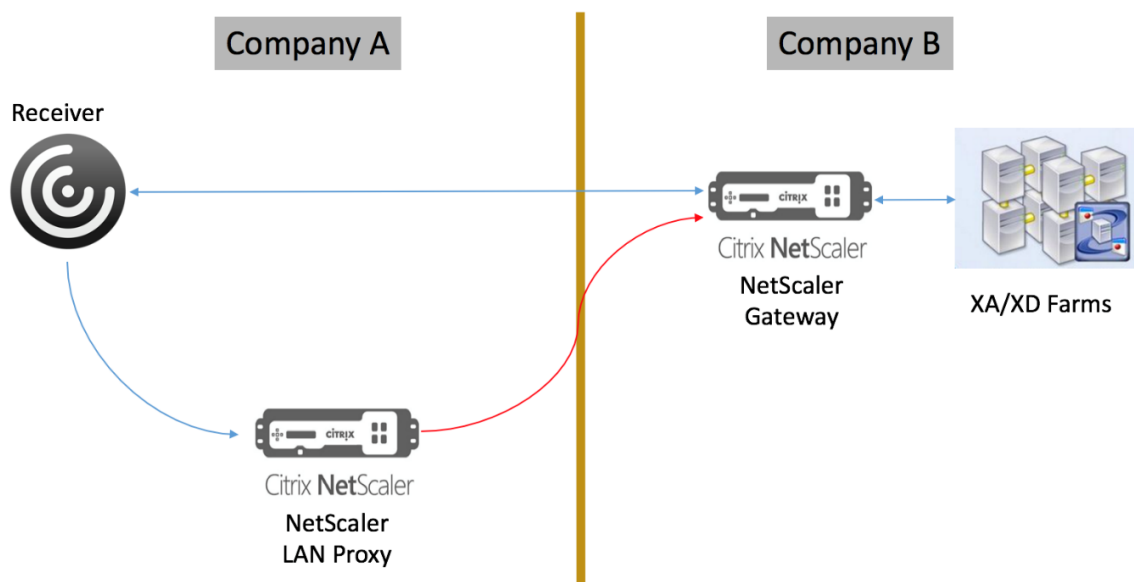 Company A
Company B
Receiver
CITRIX
Citrix NetScaler
NetScaler
Gateway
XA/XD Farms
CITRIX
Citrix NetScaler
NetScaler
LAN Proxy